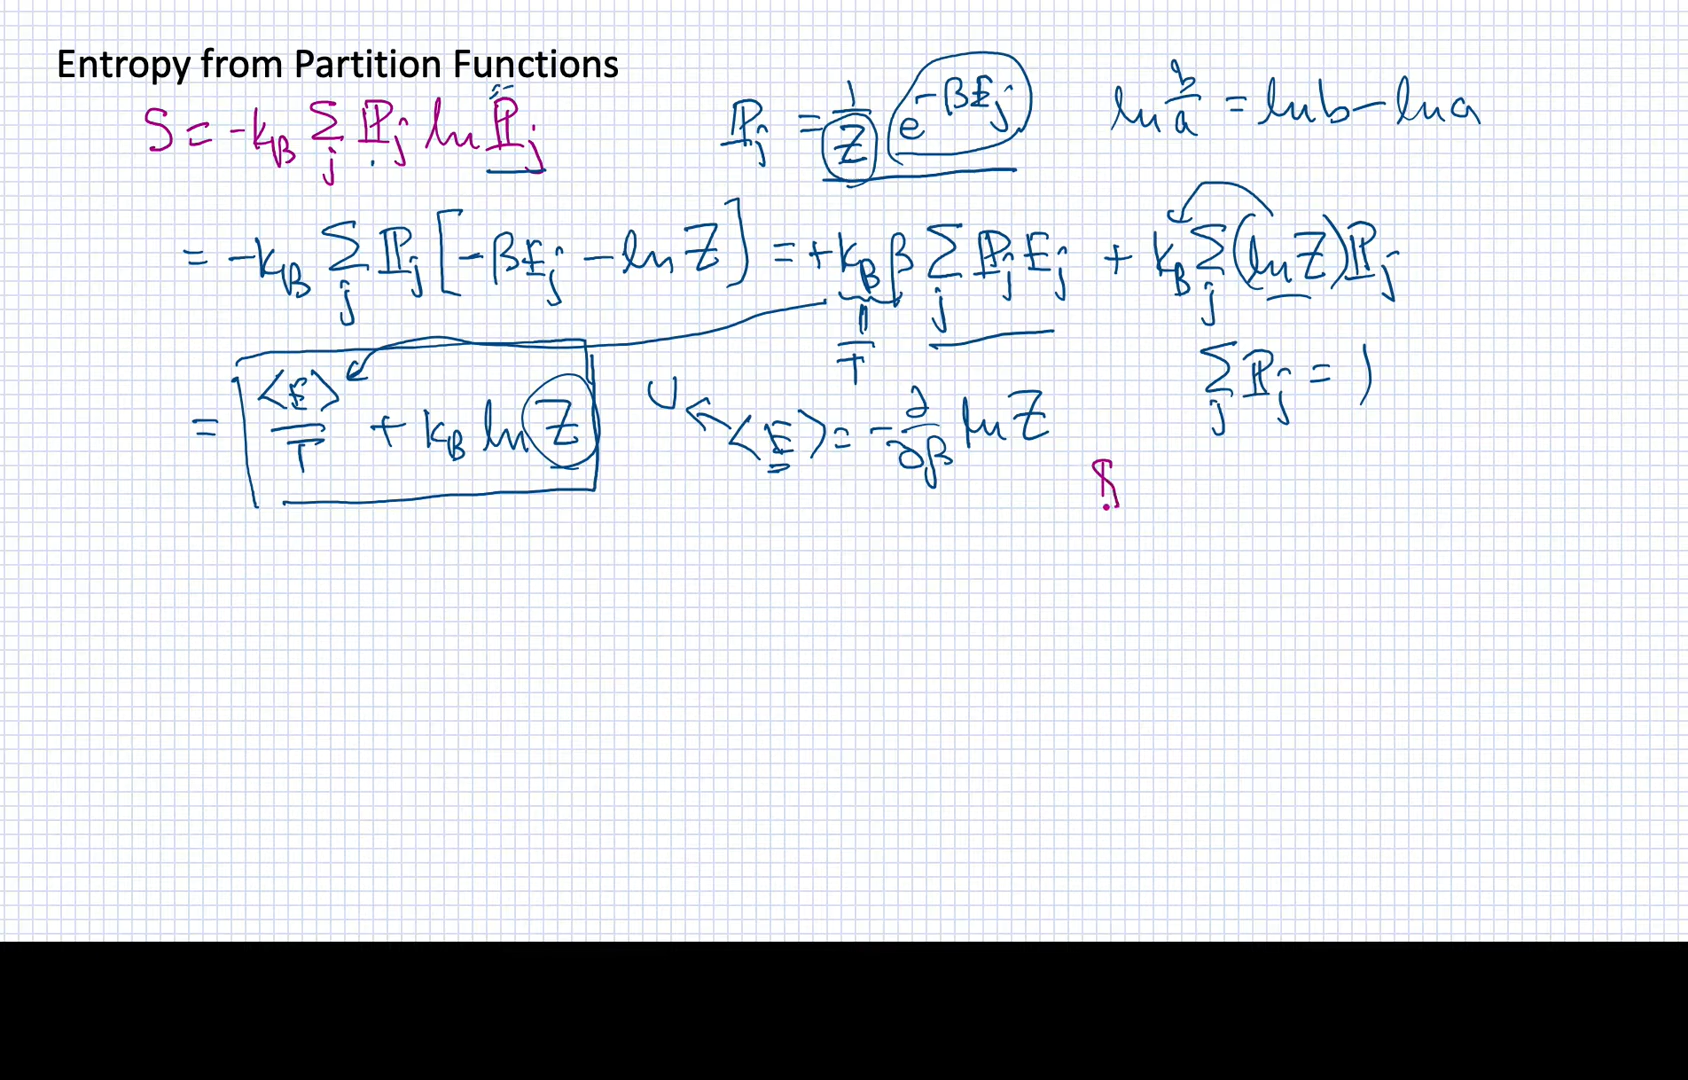 Entropy from Partition Functions
S = -k_B Σ_j ℙ_j ln ℙ_j
ℙ_j = 1/Z e^{-βE_j}
ln b/a = ln b - ln a
= -k_B Σ_j ℙ_j [-βE_j - ln Z] = +k_B β Σ_j ℙ_j E_j + k_B Σ_j (ln Z) ℙ_j
1/T
Σ_j ℙ_j = 1
= <E>/T + k_B ln Z
U <E> = -∂/∂β ln Z